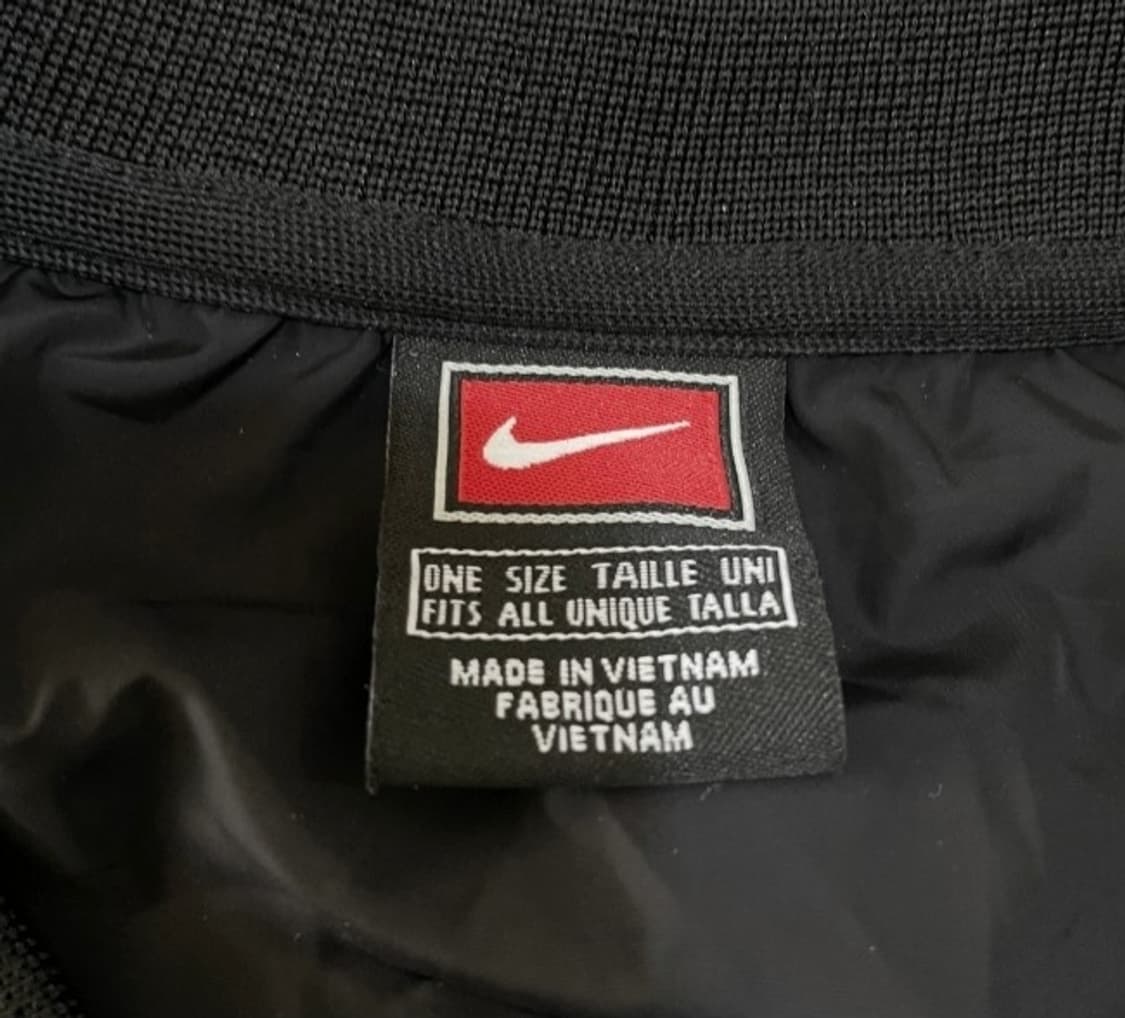 ONE SIZE TAILLE UNI
FITS ALL UNIQUE TALLA
MADE IN VIETNAM
FABRIQUE AU
VIETNAM